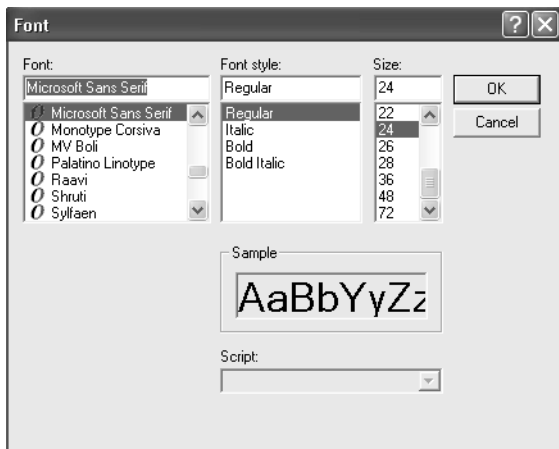 Font
Font:
Font style:
Size:
Microsoft Sans Serif
Regular
24
OK
Microsoft Sans Serif
Regular
22
Monotype Corsiva
Italic
24
Cancel
MV Boli
Bold
26
Palatino Linotype
Bold Italic
28
Raavi
36
Shruti
48
Sylfaen
72
Sample
AaBbYyZz
Script: